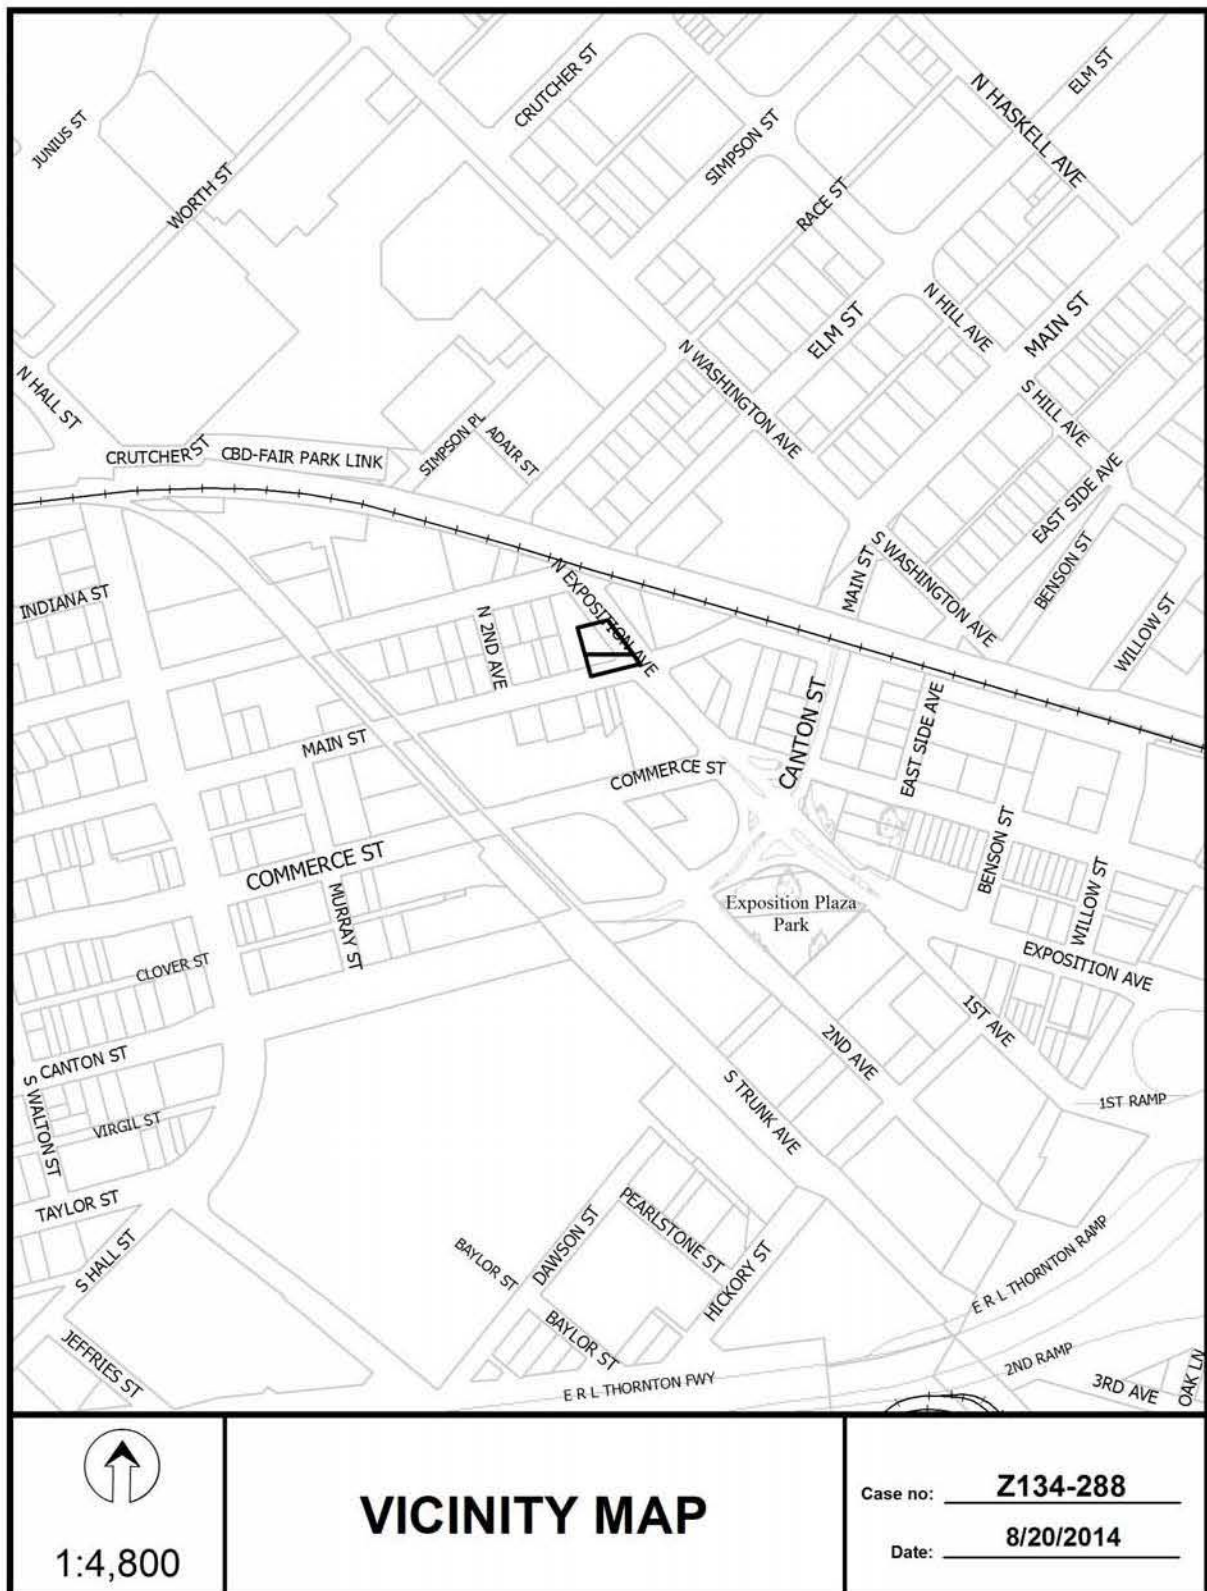 CRUTCHER ST
ELM ST
N HASKELL AVE
JUNIUS ST
SIMPSON ST
WORTH ST
RACE ST
N HILL AVE
MAIN ST
ELM ST
N WASHINGTON AVE
N HALL ST
S HILL AVE
SIMPSON PL
ADAIR ST
CRUTCHER ST
CBD-FAIR PARK LINK
EAST SIDE AVE
S WASHINGTON AVE
MAIN ST
BENSON ST
INDIANA ST
N EXPOSITION AVE
N 2ND AVE
WILLOW ST
CANTON ST
EAST SIDE AVE
MAIN ST
COMMERCE ST
BENSON ST
COMMERCE ST
MURRAY ST
Exposition Plaza
Park
WILLOW ST
CLOVER ST
EXPOSITION AVE
1ST AVE
2ND AVE
CANTON ST
S WALTON ST
S TRUNK AVE
1ST RAMP
VIRGIL ST
TAYLOR ST
PEARLSTONE ST
DAWSON ST
S HALL ST
BAYLOR ST
HICKORY ST
E R L THORNTON RAMP
BAYLOR ST
JEFFRIES ST
2ND RAMP
E R L THORNTON FWY
3RD AVE
OAK LN
1:4,800
VICINITY MAP
Case no: Z134-288
Date: 8/20/2014